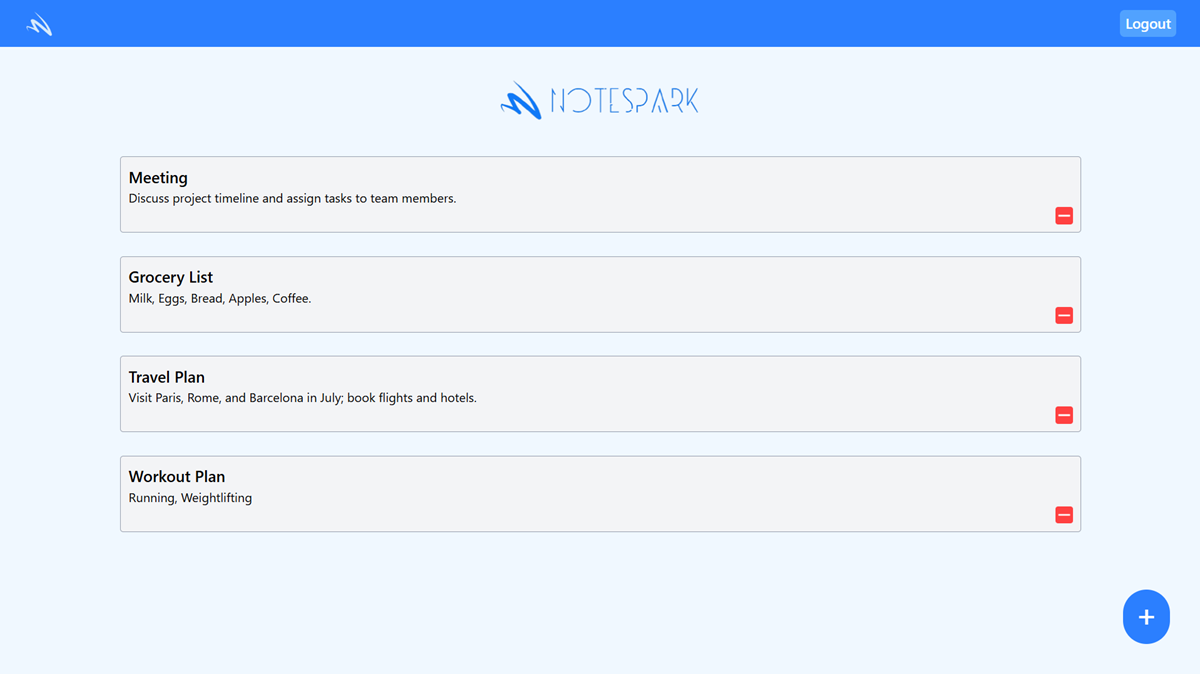 Logout
NOTESPARK
Meeting
Discuss project timeline and assign tasks to team members.
Grocery List
Milk, Eggs, Bread, Apples, Coffee.
Travel Plan
Visit Paris, Rome, and Barcelona in July; book flights and hotels.
Workout Plan
Running, Weightlifting
+